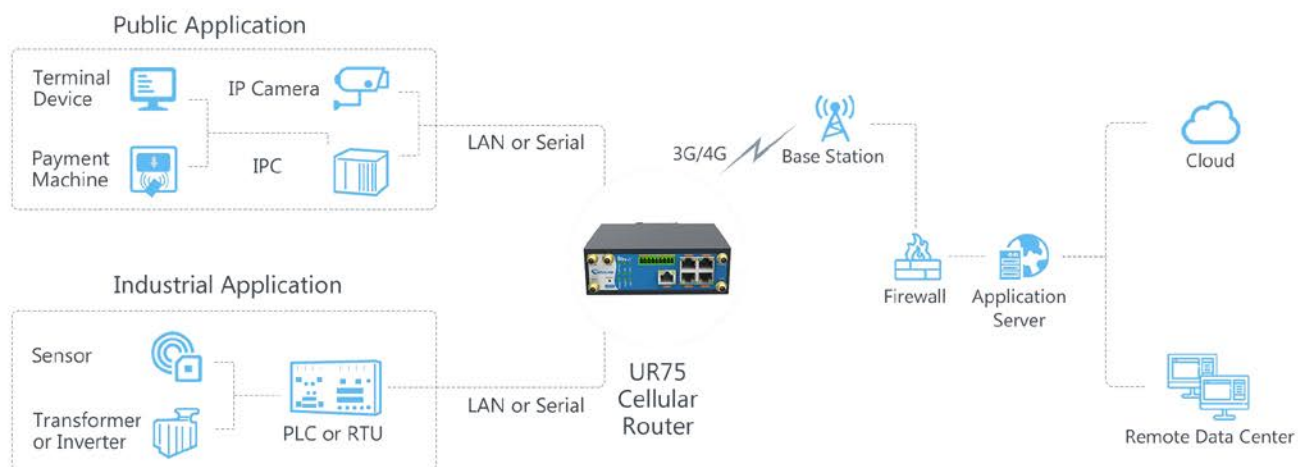 Public Application
Terminal
Device
IP Camera
Payment
Machine
IPC
LAN or Serial
3G/4G
Base Station
Cloud
Firewall
Application
Server
Industrial Application
Sensor
Transformer
or Inverter
PLC or RTU
LAN or Serial
UR75
Cellular
Router
Remote Data Center